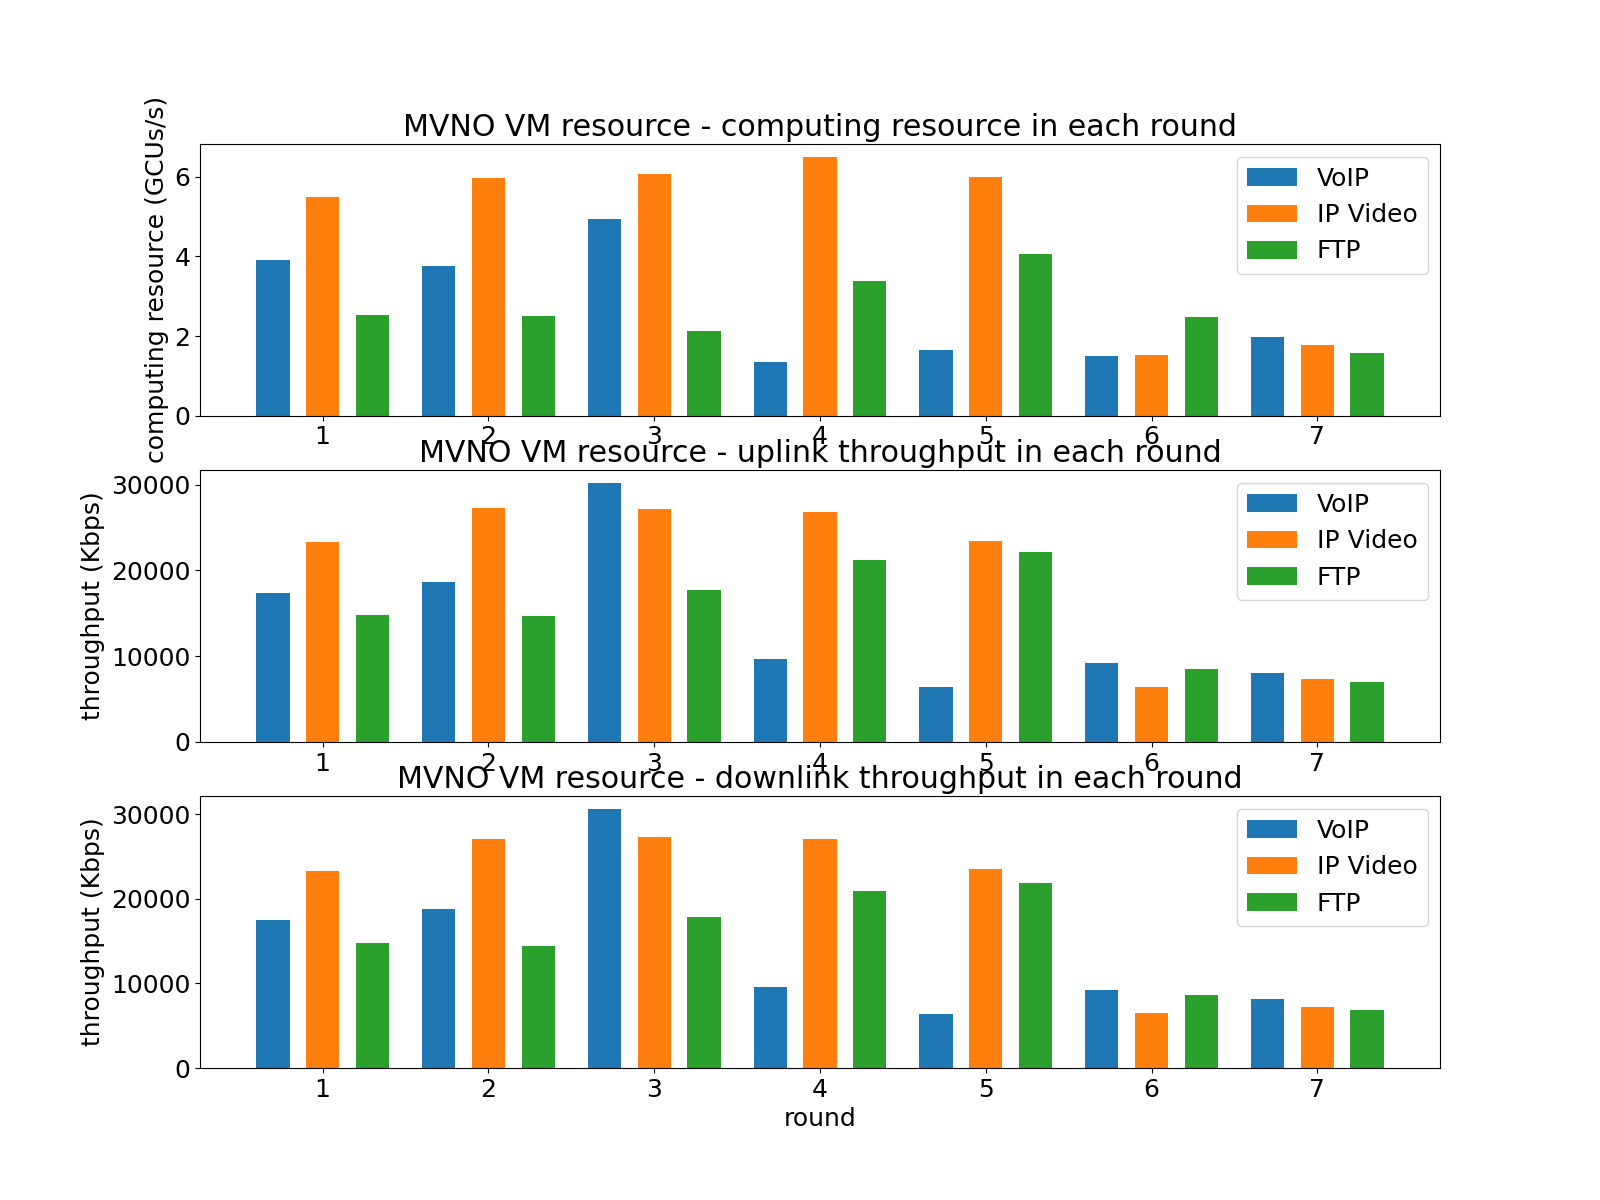 MVNO VM resource - computing resource in each round
computing resource (GCUs/s)
6
4
2
0
VoIP
IP Video
FTP
1 2 3 4 5 6 7
MVNO VM resource - uplink throughput in each round
throughput (Kbps)
30000
20000
10000
0
VoIP
IP Video
FTP
1 2 3 4 5 6 7
MVNO VM resource - downlink throughput in each round
throughput (Kbps)
30000
20000
10000
0
VoIP
IP Video
FTP
1 2 3 4 5 6 7
round